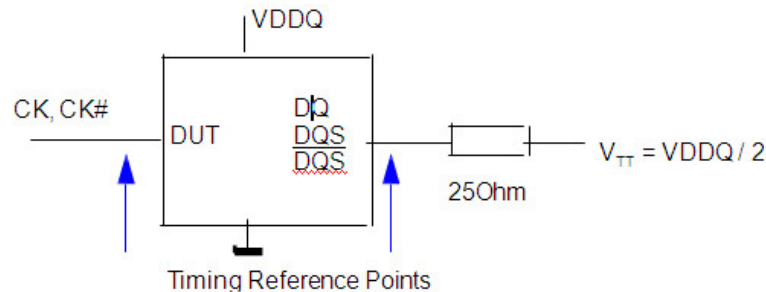 VDDQ
CK, CK#
DUT
DQ
DQS
DQS
25Ohm
VTT = VDDQ / 2
Timing Reference Points